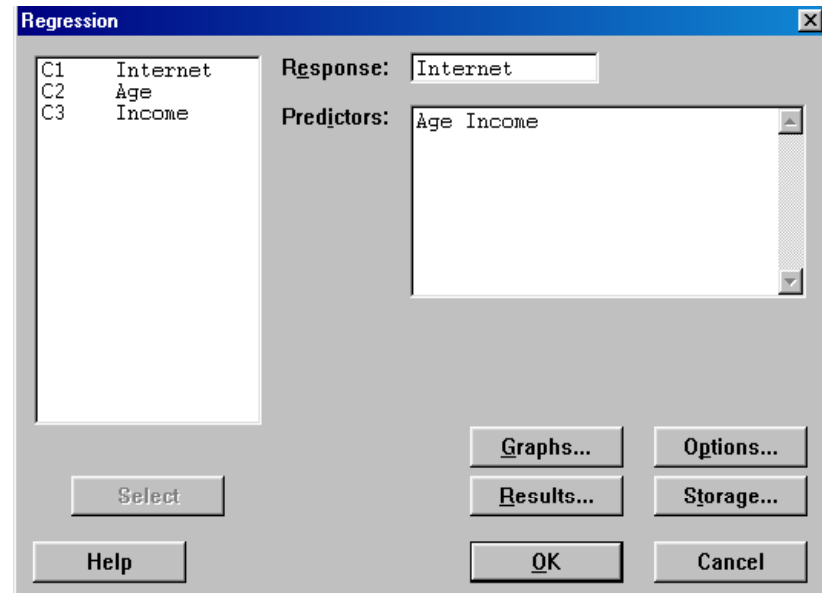 Regression
C1 Internet
C2 Age
C3 Income
Response: Internet
Predictors: Age Income
Graphs... Options...
Select Results... Storage...
Help OK Cancel